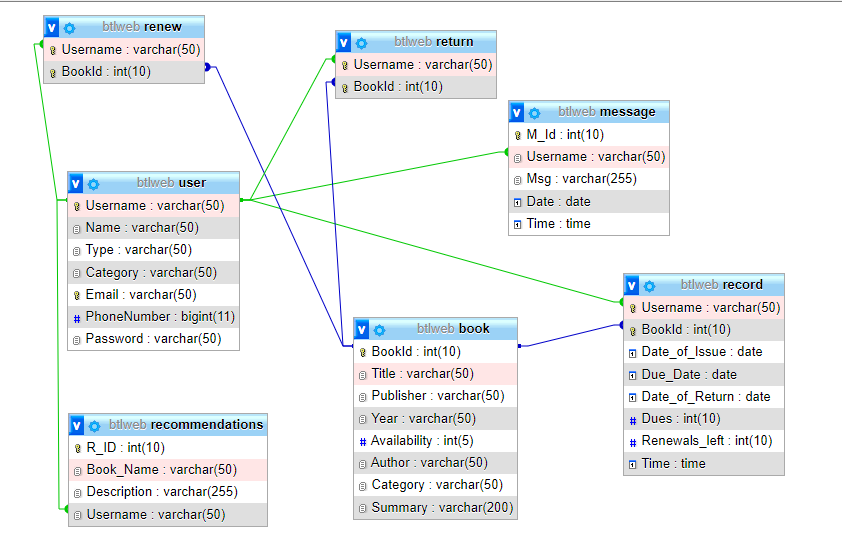 btlweb renew
Username : varchar(50)
BookId : int(10)
btlweb return
Username : varchar(50)
BookId : int(10)
btlweb message
M_Id : int(10)
Username : varchar(50)
Msg : varchar(255)
Date : date
Time : time
btlweb user
Username : varchar(50)
Name : varchar(50)
Type : varchar(50)
Category : varchar(50)
Email : varchar(50)
PhoneNumber : bigint(11)
Password : varchar(50)
btlweb record
Username : varchar(50)
BookId : int(10)
Date_of_Issue : date
Due_Date : date
Date_of_Return : date
Dues : int(10)
Renewals_left : int(10)
Time : time
btlweb book
BookId : int(10)
Title : varchar(50)
Publisher : varchar(50)
Year : varchar(50)
Availability : int(5)
Author : varchar(50)
Category : varchar(50)
Summary : varchar(200)
btlweb recommendations
R_ID : int(10)
Book_Name : varchar(50)
Description : varchar(255)
Username : varchar(50)